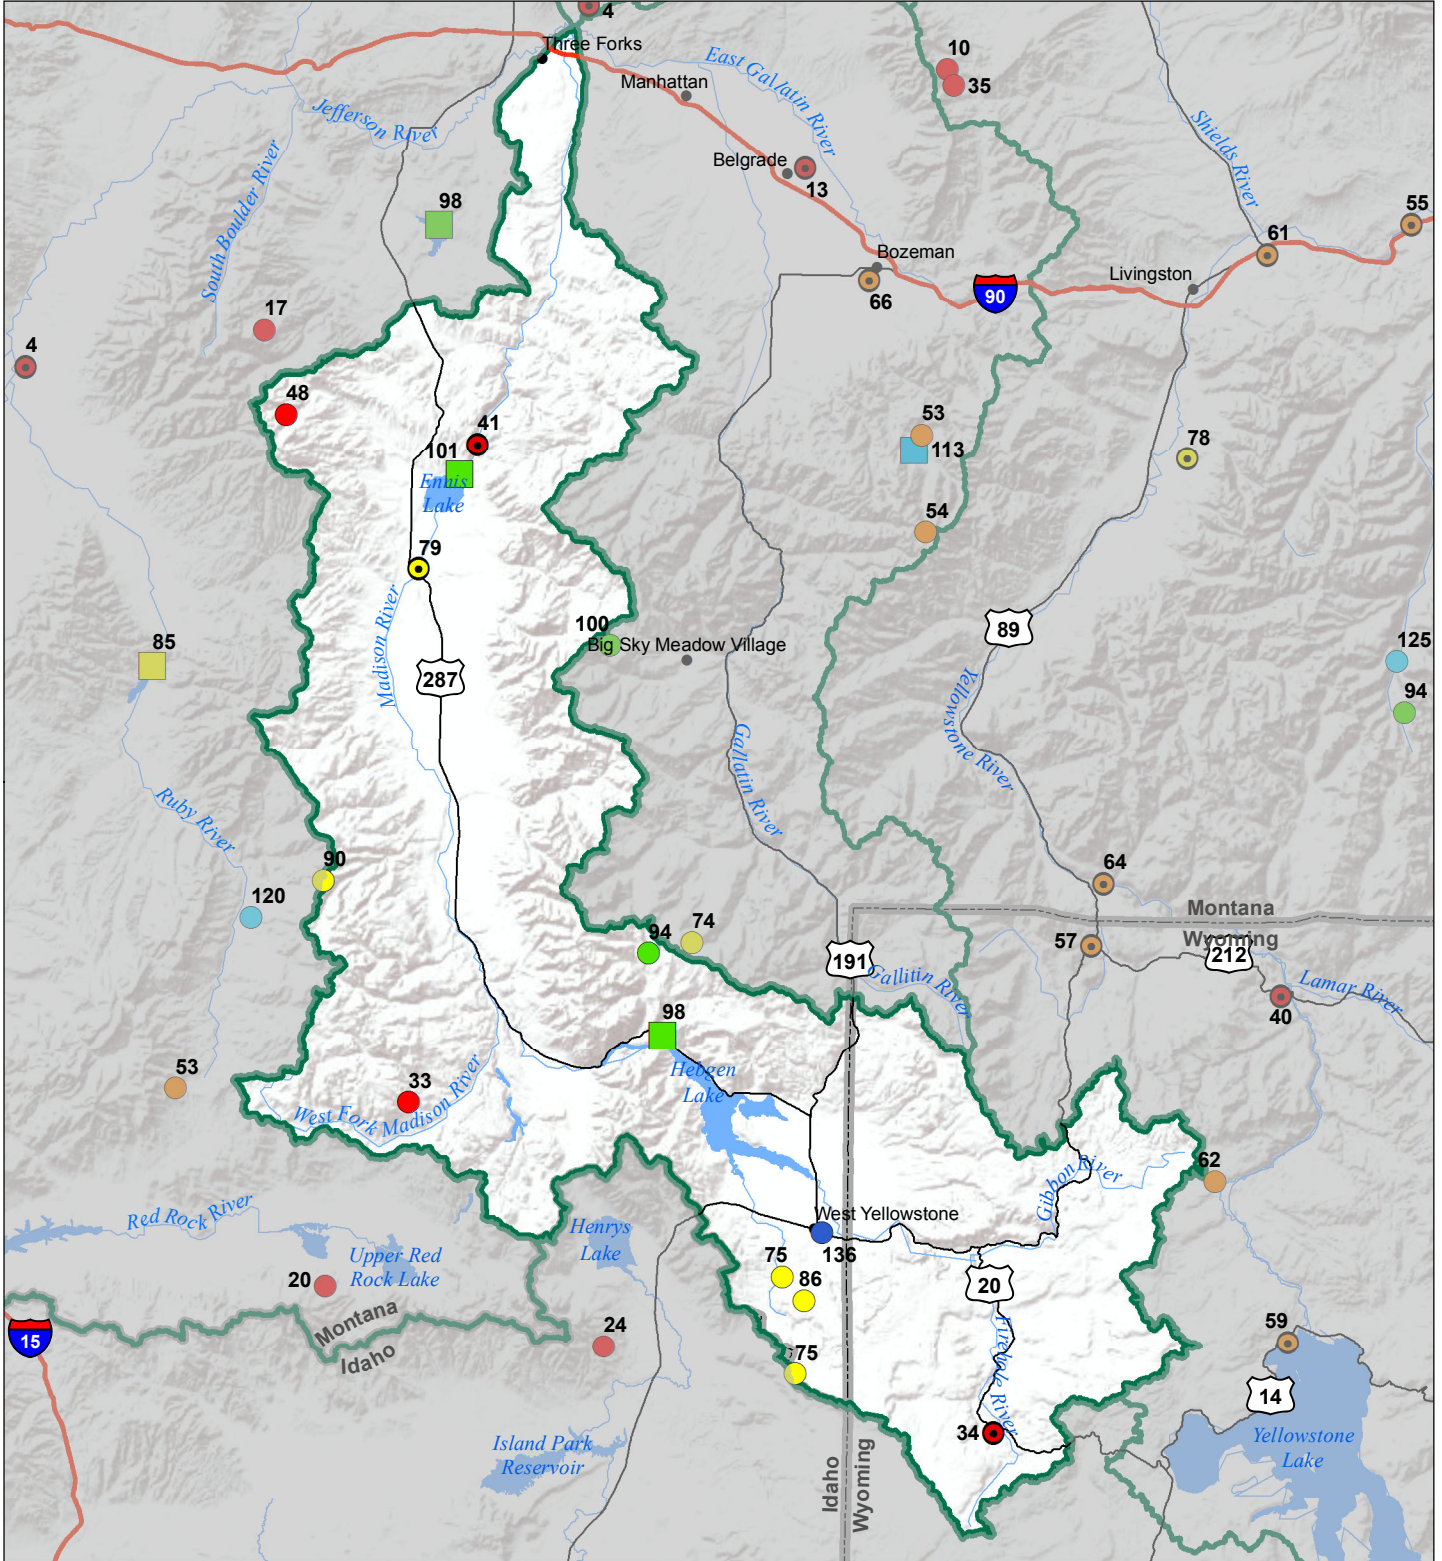 4
Three Forks
10
35
East Gallatin River
Manhattan
Jefferson River
Shields River
South Boulder River
Belgrade
13
98
55
61
Bozeman
Livingston
66
90
17
4
48
41
53
101
113
78
Ennis
Lake
54
79
Madison River
100
Big Sky Meadow Village
89
85
125
287
94
Yellowstone River
Gallatin River
Ruby River
90
64
120
Montana
94
74
57
Wyoming
191
212
Gallitin River
Lamar River
40
98
Hebgen
Lake
53
33
West Fork Madison River
62
Gibbon River
Red Rock River
West Yellowstone
Henrys
Lake
136
Upper Red
Rock Lake
75
86
20
20
Montana
Idaho
15
24
Firehole River
59
75
14
34
Island Park
Reservoir
Yellowstone
Lake
Idaho
Wyoming